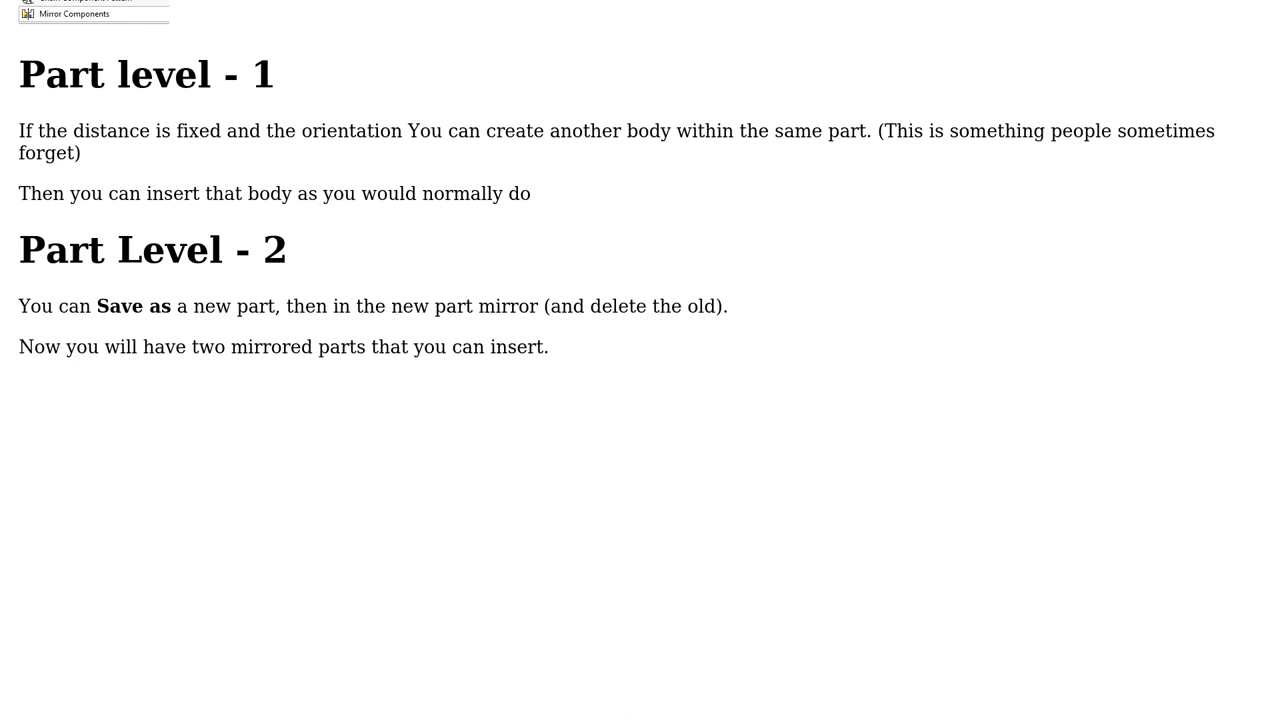 Mirror Components
Part level - 1
If the distance is fixed and the orientation You can create another body within the same part. (This is something people sometimes
forget)
Then you can insert that body as you would normally do
Part Level - 2
You can Save as a new part, then in the new part mirror (and delete the old).
Now you will have two mirrored parts that you can insert.